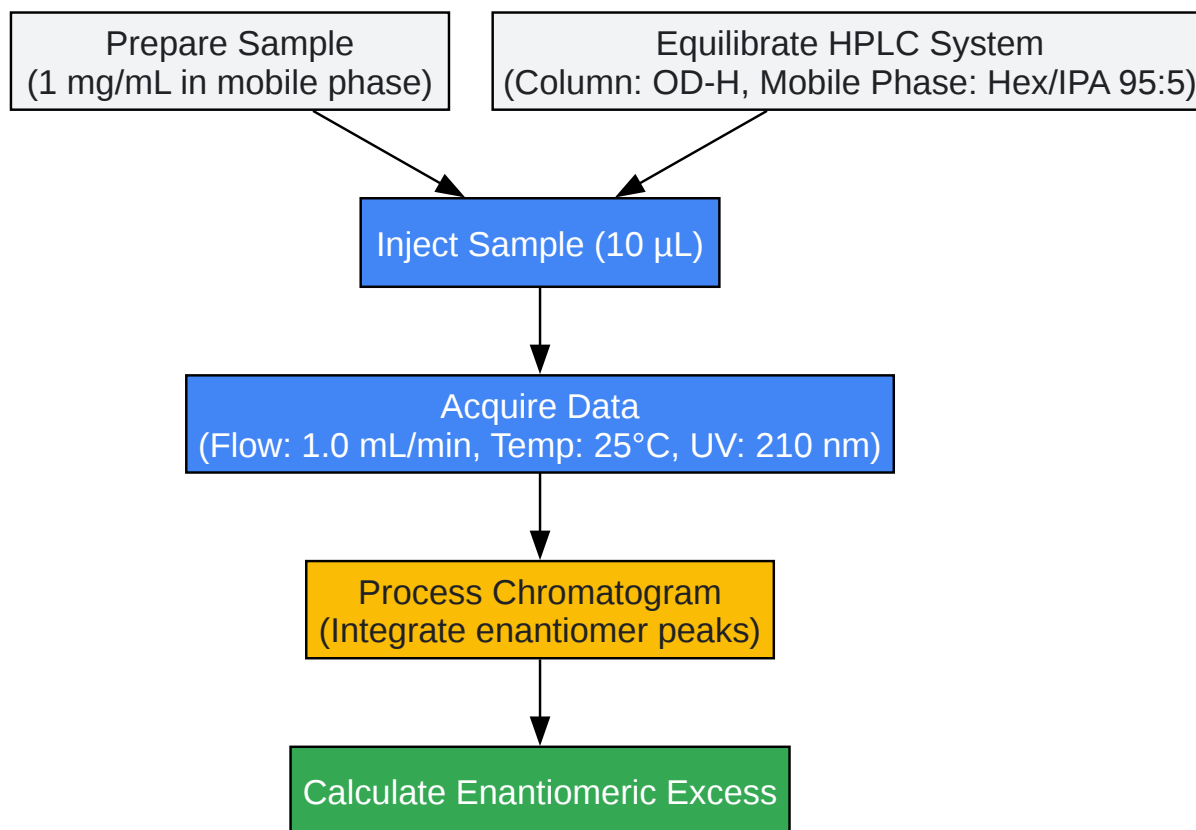 Prepare Sample
(1 mg/mL in mobile phase)
Equilibrate HPLC System
(Column: OD-H, Mobile Phase: Hex/IPA 95:5)
Inject Sample (10 µL)
Acquire Data
(Flow: 1.0 mL/min, Temp: 25°C, UV: 210 nm)
Process Chromatogram
(Integrate enantiomer peaks)
Calculate Enantiomeric Excess